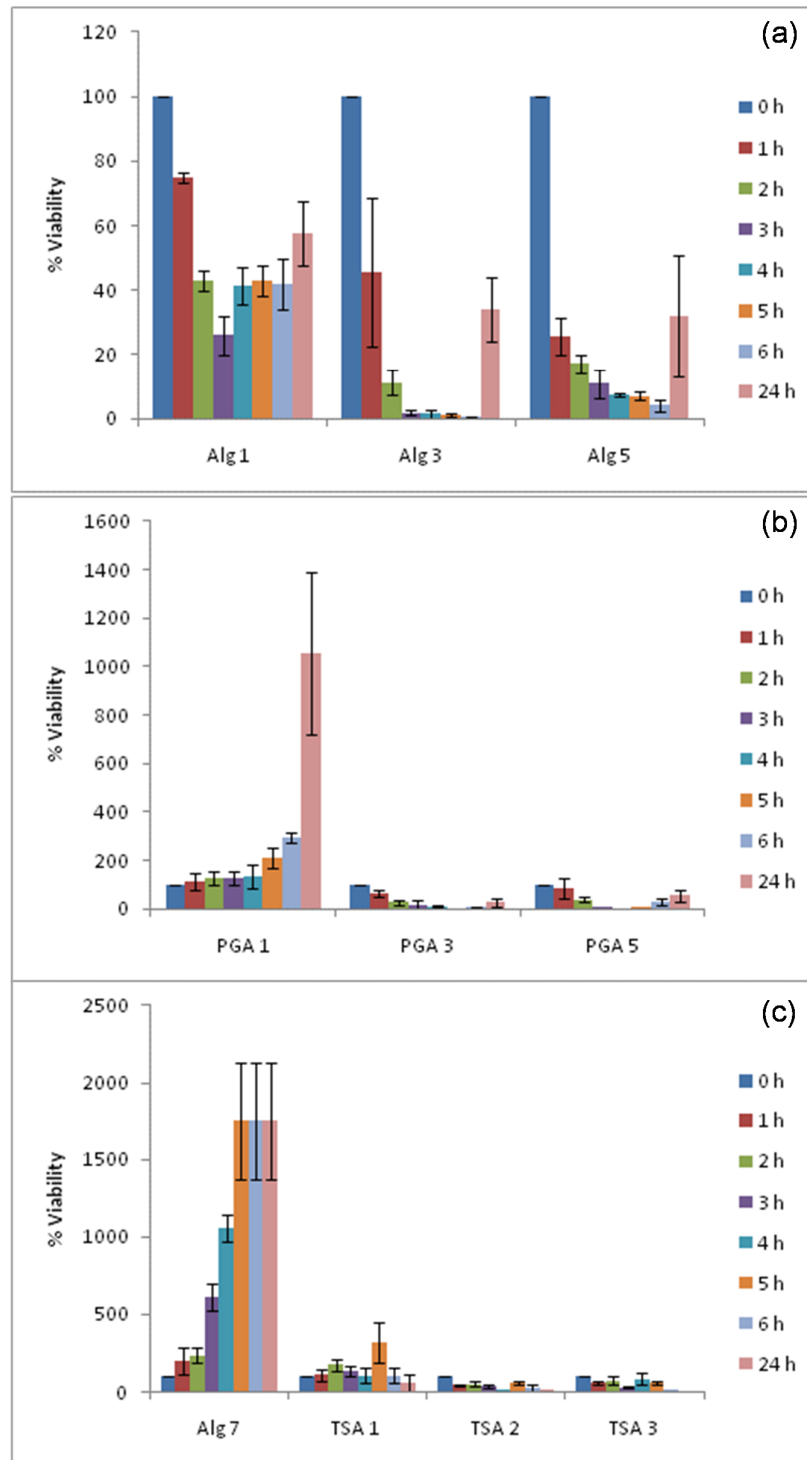 (a)
120
100
80
60
40
20
0
% Viability
Alg 1 Alg 3 Alg 5
0 h
1 h
2 h
3 h
4 h
5 h
6 h
24 h
(b)
1600
1400
1200
1000
800
600
400
200
0
% Viability
PGA 1 PGA 3 PGA 5
0 h
1 h
2 h
3 h
4 h
5 h
6 h
24 h
(c)
2500
2000
1500
1000
500
0
% Viability
Alg 7 TSA 1 TSA 2 TSA 3
0 h
1 h
2 h
3 h
4 h
5 h
6 h
24 h